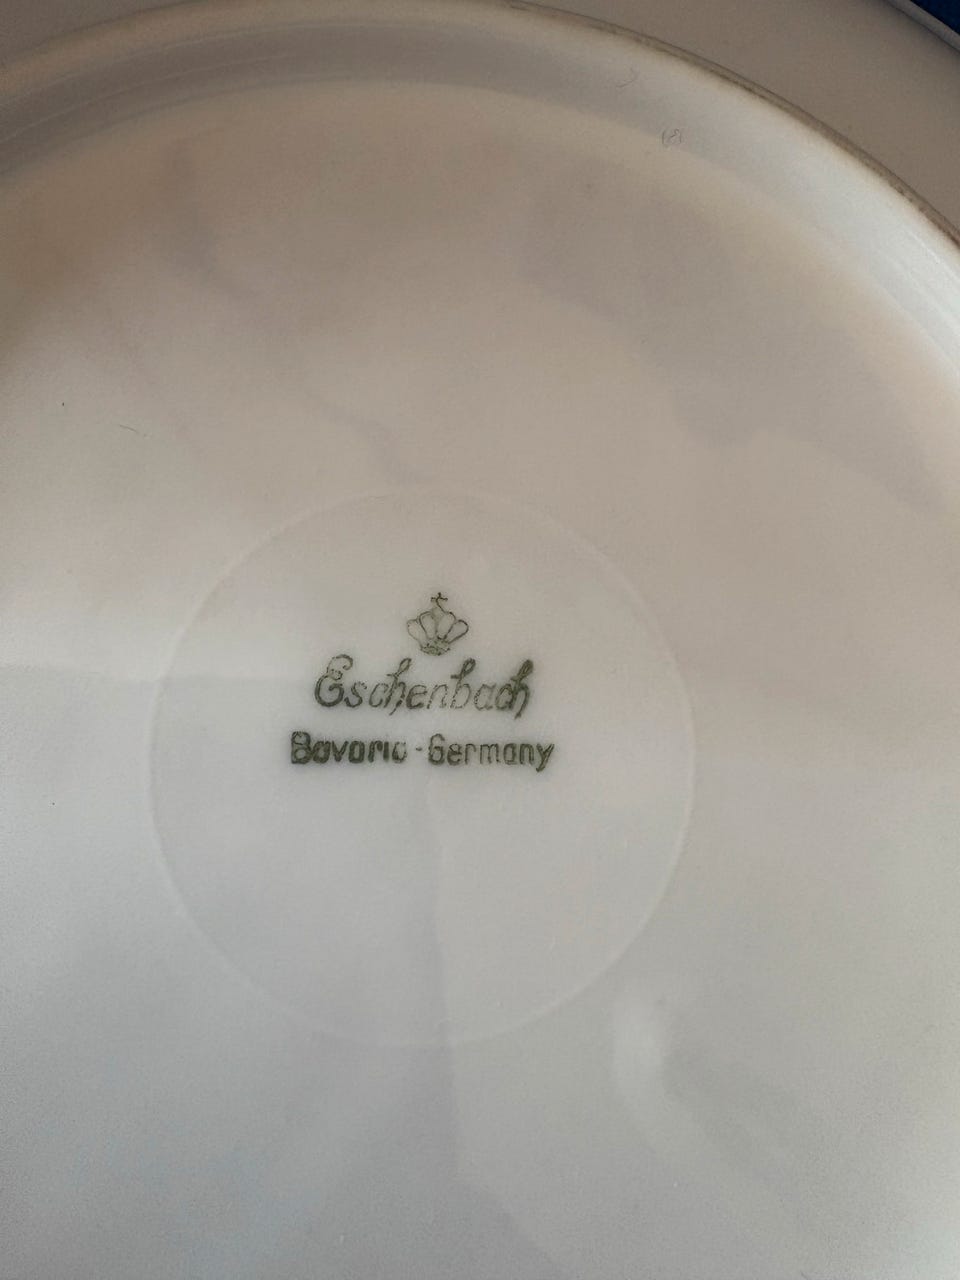 Eschenbach
Bavaria - Germany